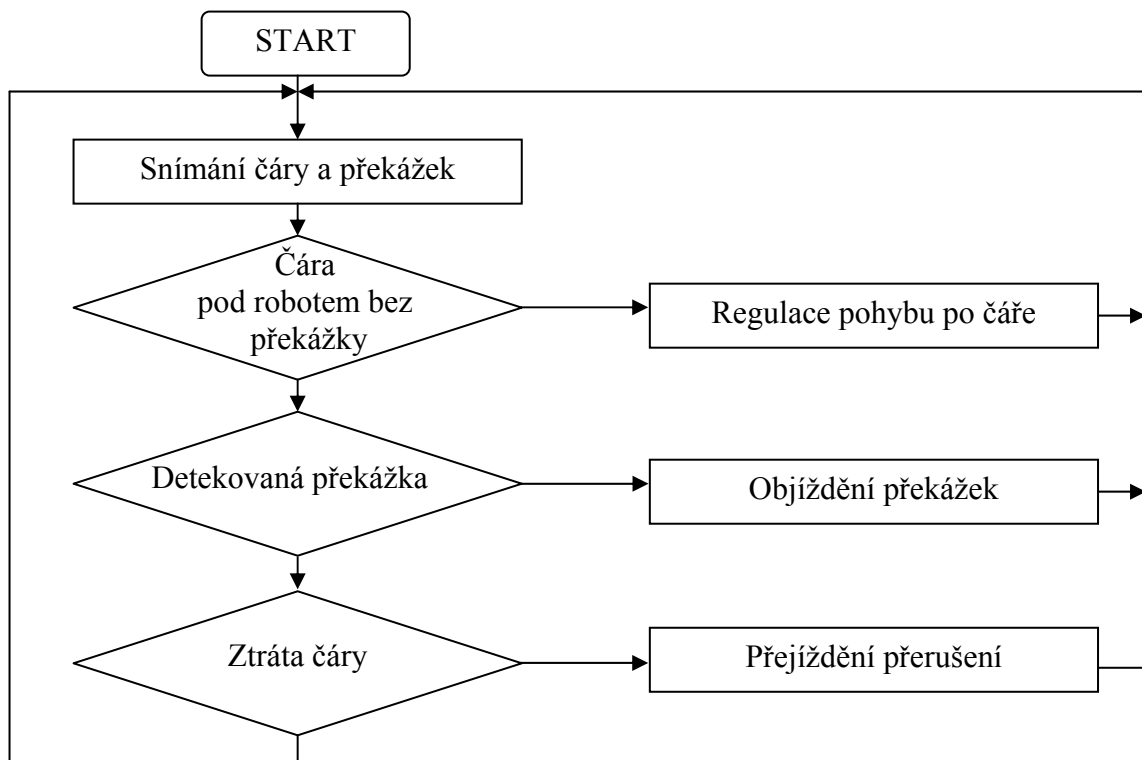 START
Snímání čáry a překážek
Čára
pod robotem bez
překážky
Regulace pohybu po čáře
Detekovaná překážka
Objíždění překážek
Ztráta čáry
Přejíždění přerušení